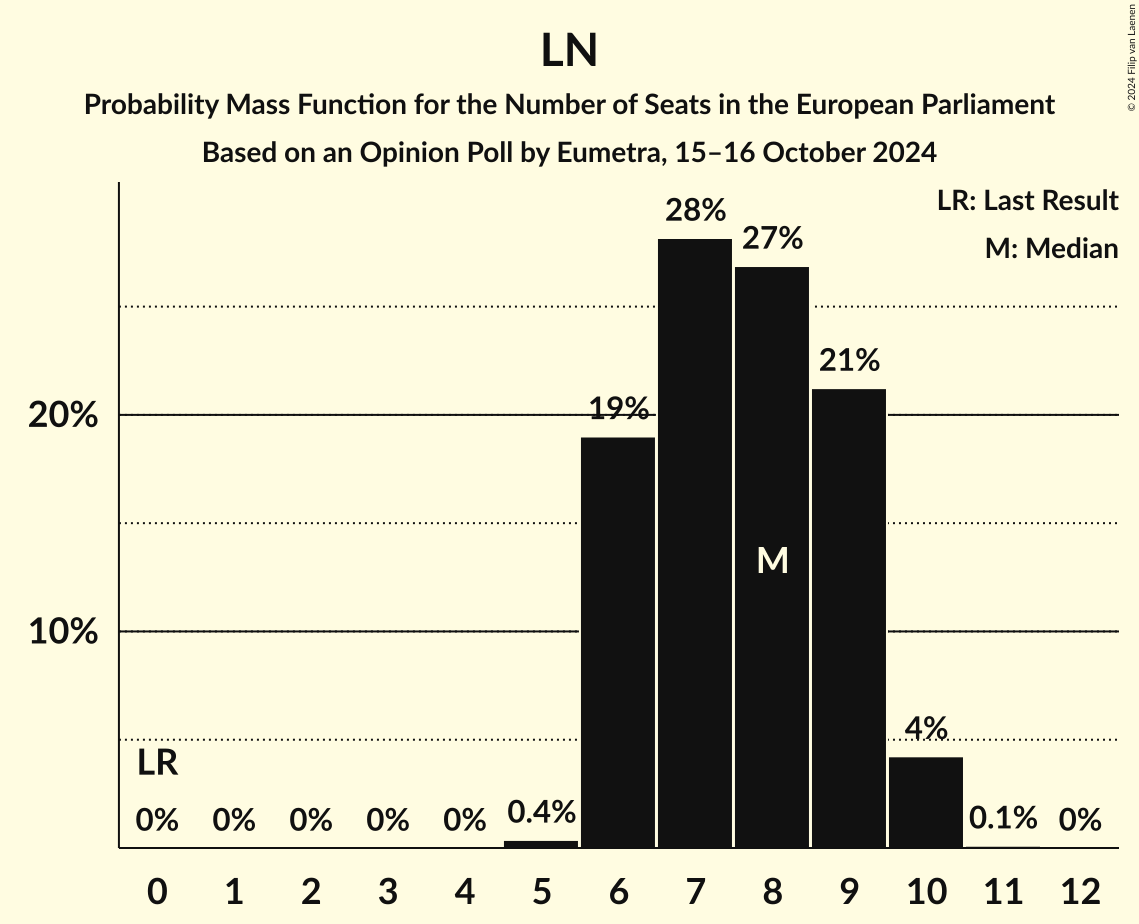 LN
Probability Mass Function for the Number of Seats in the European Parliament
Based on an Opinion Poll by Eumetra, 15–16 October 2024
© 2024 Filip van Laenen
LR: Last Result
M: Median
20%
10%
LR
M
0% 0% 0% 0% 0% 0.4% 19% 28% 27% 21% 4% 0.1% 0%
0 1 2 3 4 5 6 7 8 9 10 11 12